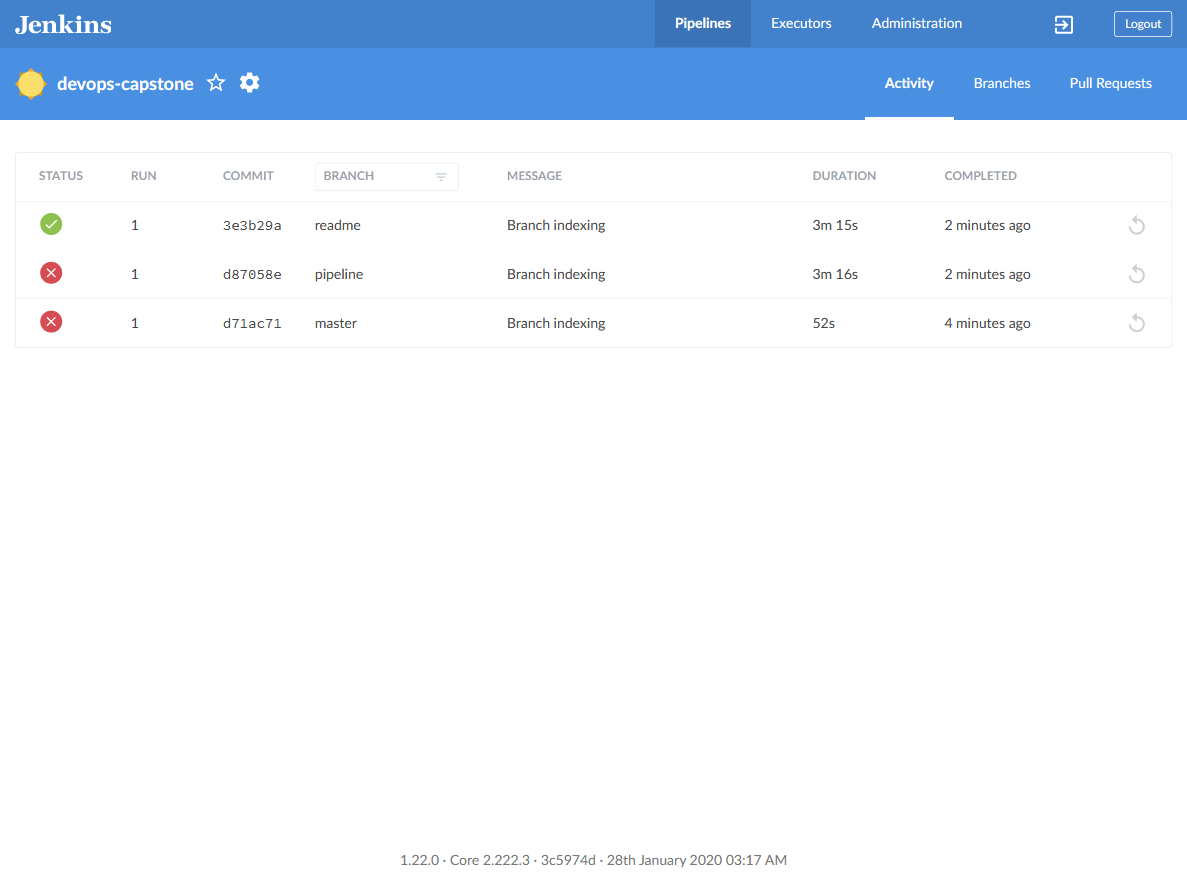 Jenkins Pipelines Executors Administration Logout
devops-capstone Activity Branches Pull Requests
STATUS RUN COMMIT BRANCH MESSAGE DURATION COMPLETED
1 3e3b29a readme Branch indexing 3m 15s 2 minutes ago
1 d87058e pipeline Branch indexing 3m 16s 2 minutes ago
1 d71ac71 master Branch indexing 52s 4 minutes ago
1.22.0 · Core 2.222.3 · 3c5974d · 28th January 2020 03:17 AM